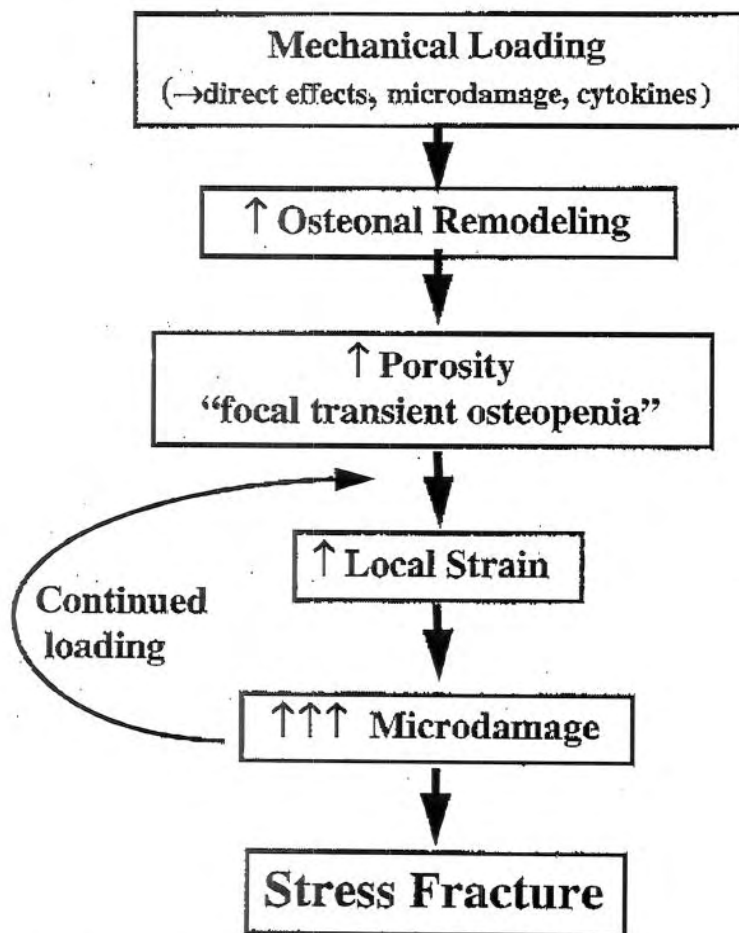 Mechanical Loading
(→direct effects, microdamage, cytokines)
↑ Osteonal Remodeling
↑ Porosity
“focal transient osteopenia”
↑ Local Strain
Continued
loading
↑↑↑ Microdamage
Stress Fracture